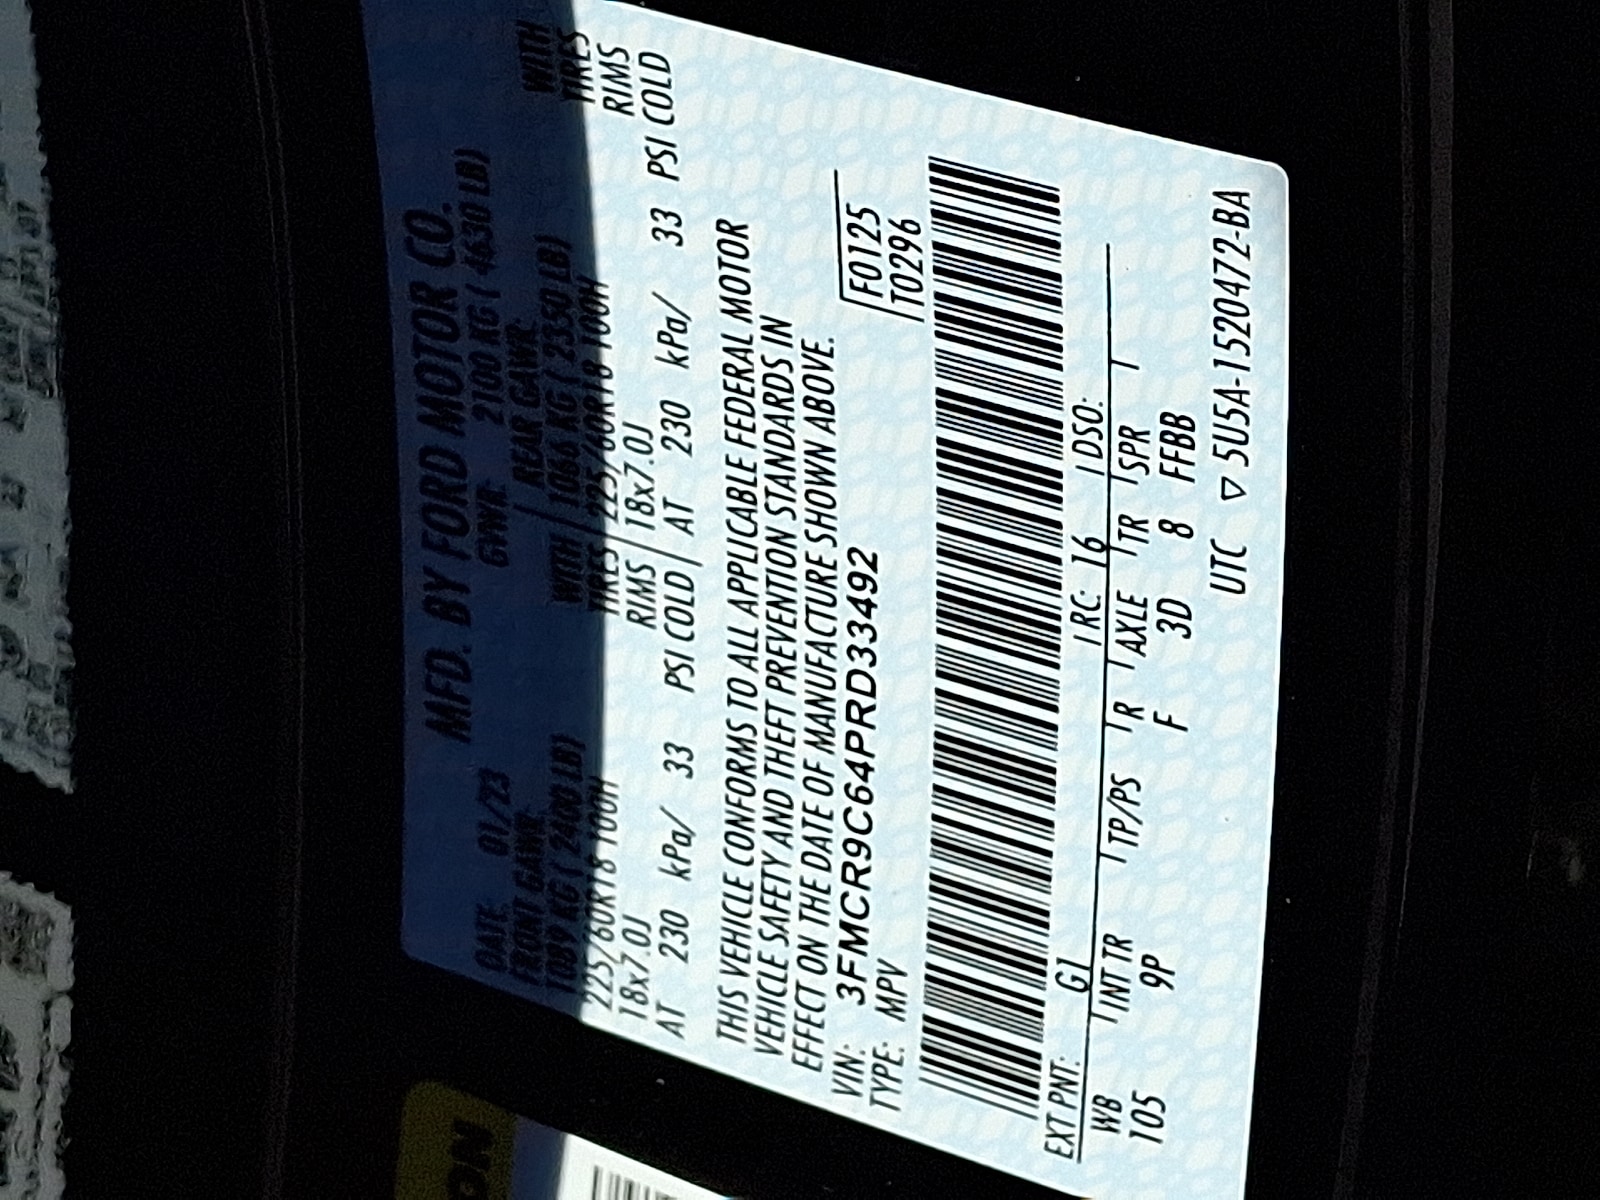 MFD. BY FORD MOTOR CO.
DATE: 01/23 GVWR: 2100 KG ( 4630 LB)
FRONT GAWR: REAR GAWR:
1089 KG ( 2400 LB) WITH 1066 KG ( 2350 LB) WITH
225/60R18 100H TIRES 225/60R18 100H TIRES
18x7.0J RIMS 18x7.0J RIMS
AT 230 kPa/ 33 PSI COLD AT 230 kPa/ 33 PSI COLD
THIS VEHICLE CONFORMS TO ALL APPLICABLE FEDERAL MOTOR
VEHICLE SAFETY AND THEFT PREVENTION STANDARDS IN
EFFECT ON THE DATE OF MANUFACTURE SHOWN ABOVE.
VIN: 3FMCR9C64PRD33492 F0125
TYPE: MPV T0296
EXT PNT: G1 RC: 16 DSO:
WB INT TR TP/PS R AXLE TR SPR
105 9P F 3D 8 FFBB
UTC ▽ 5U5A-1520472-BA